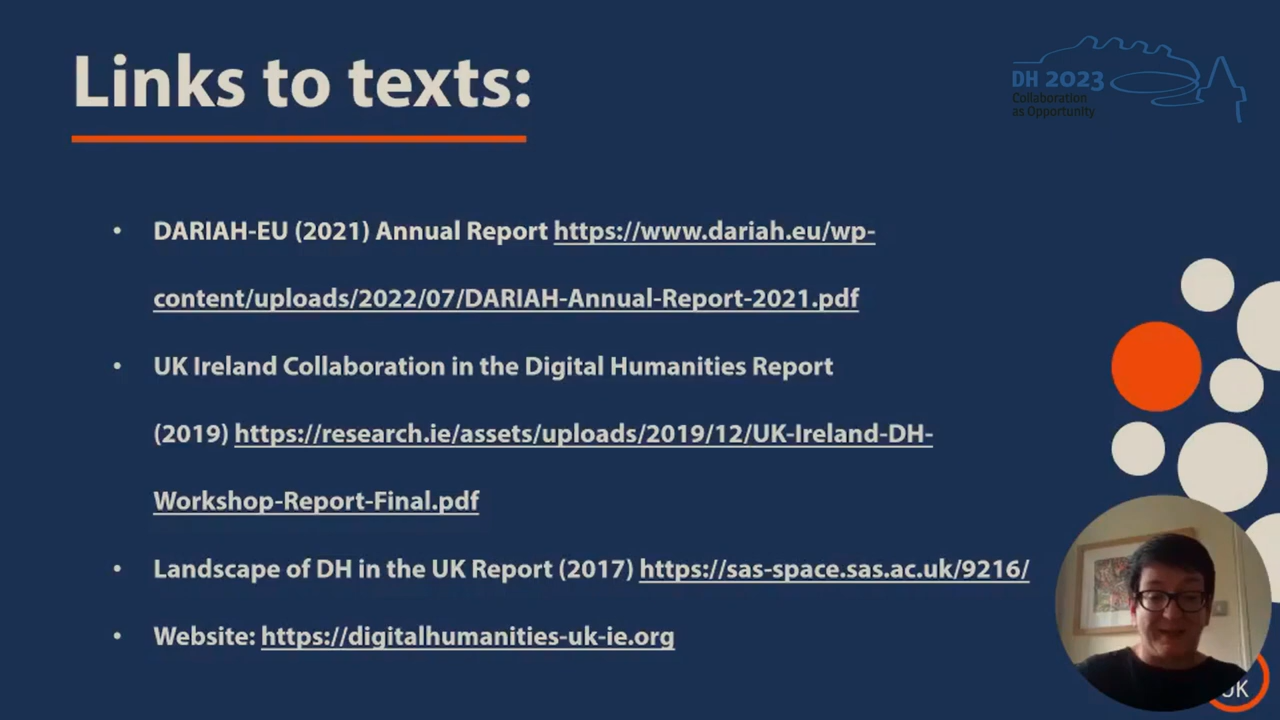 Links to texts:
DH 2023
Collaboration
as Opportunity
• DARIAH-EU (2021) Annual Report https://www.dariah.eu/wp-
content/uploads/2022/07/DARIAH-Annual-Report-2021.pdf
• UK Ireland Collaboration in the Digital Humanities Report
(2019) https://research.ie/assets/uploads/2019/12/UK-Ireland-DH-
Workshop-Report-Final.pdf
• Landscape of DH in the UK Report (2017) https://sas-space.sas.ac.uk/9216/
• Website: https://digitalhumanities-uk-ie.org
UK